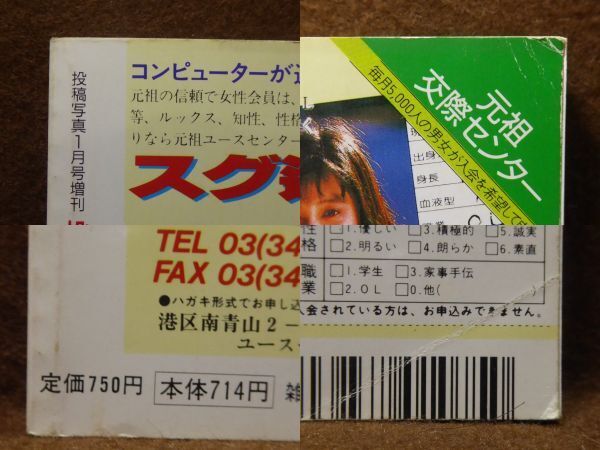 投稿写真1月号増刊
コンピューターが
元祖の信頼で女性会員は、
等、ルックス、知性、性格
りなら元祖ユースセンター
スグ
元祖
交際センター
毎月5,000人の男女が入会を希望して
出身
身長
血液型
TEL 03(34
FAX 03(34
●ハガキ形式でお申し込
港区南青山2-
ユース
定価750円 本体714円 雑
性格 □1.優しい □3.積極的 □5.誠実
□2.明るい □4.朗らか □6.素直
職業 □1.学生 □3.家事手伝
□2.OL □0.他( )
入会されている方は、お申込みできません。